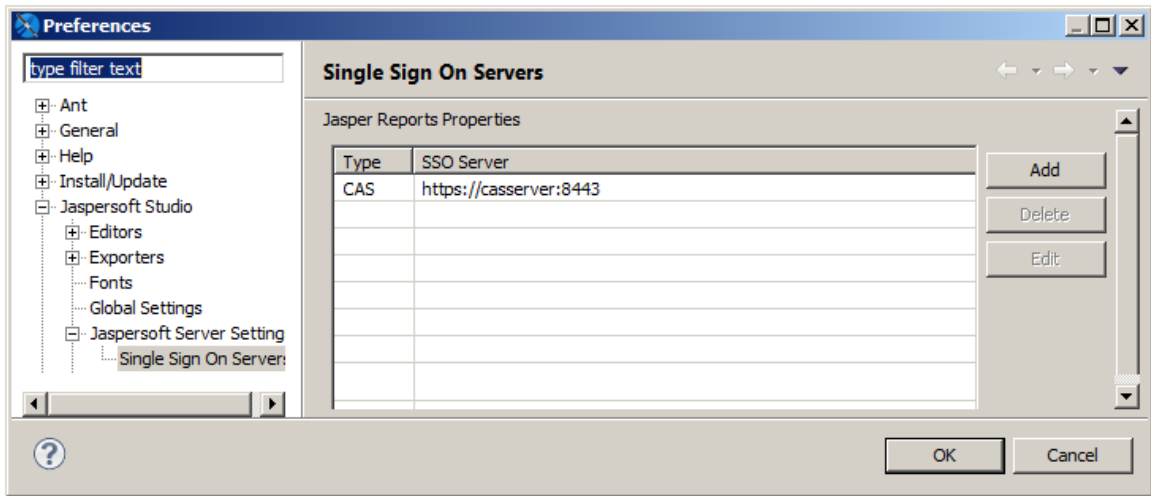 Preferences
type filter text
Ant
General
Help
Install/Update
Jaspersoft Studio
Editors
Exporters
Fonts
Global Settings
Jaspersoft Server Setting
Single Sign On Server
Single Sign On Servers
Jasper Reports Properties
Type SSO Server
CAS https://casserver:8443
Add
Delete
Edit
?
OK Cancel